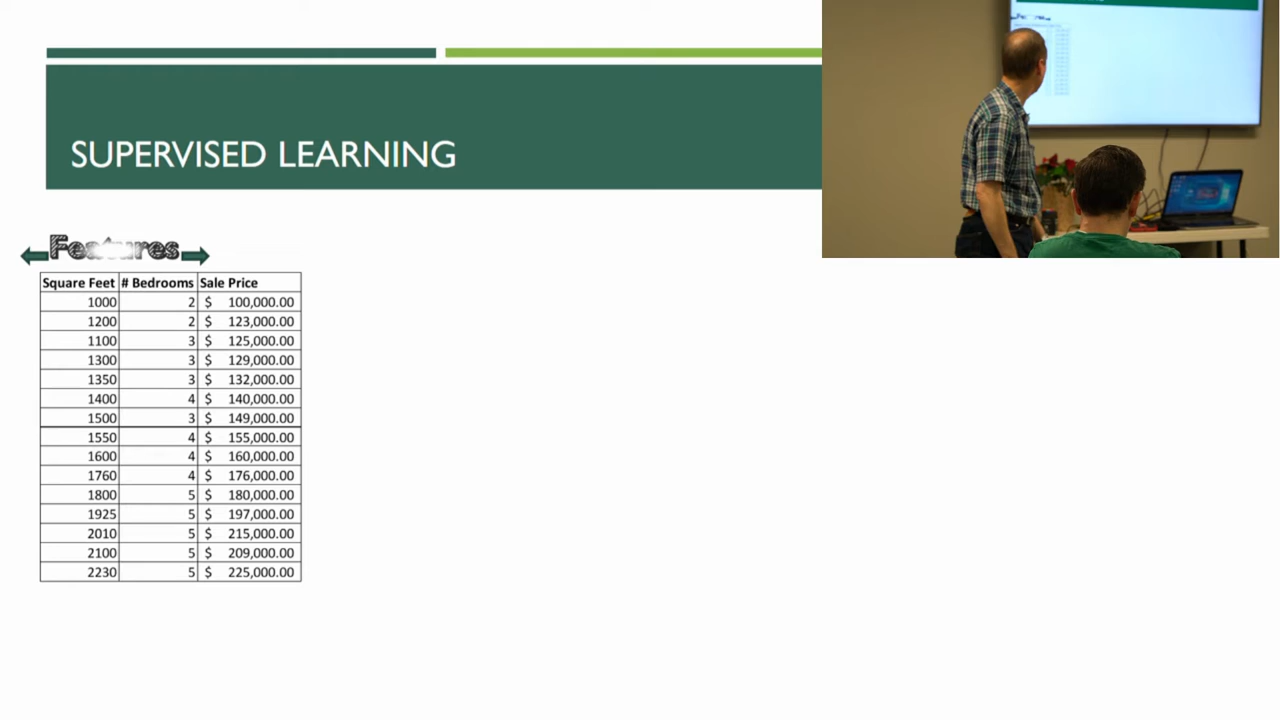 SUPERVISED LEARNING
Features
Square Feet # Bedrooms Sale Price
1000 2 $ 100,000.00
1200 2 $ 123,000.00
1100 3 $ 125,000.00
1300 3 $ 129,000.00
1350 3 $ 132,000.00
1400 4 $ 140,000.00
1500 3 $ 149,000.00
1550 4 $ 155,000.00
1600 4 $ 160,000.00
1760 4 $ 176,000.00
1800 5 $ 180,000.00
1925 5 $ 197,000.00
2010 5 $ 215,000.00
2100 5 $ 209,000.00
2230 5 $ 225,000.00